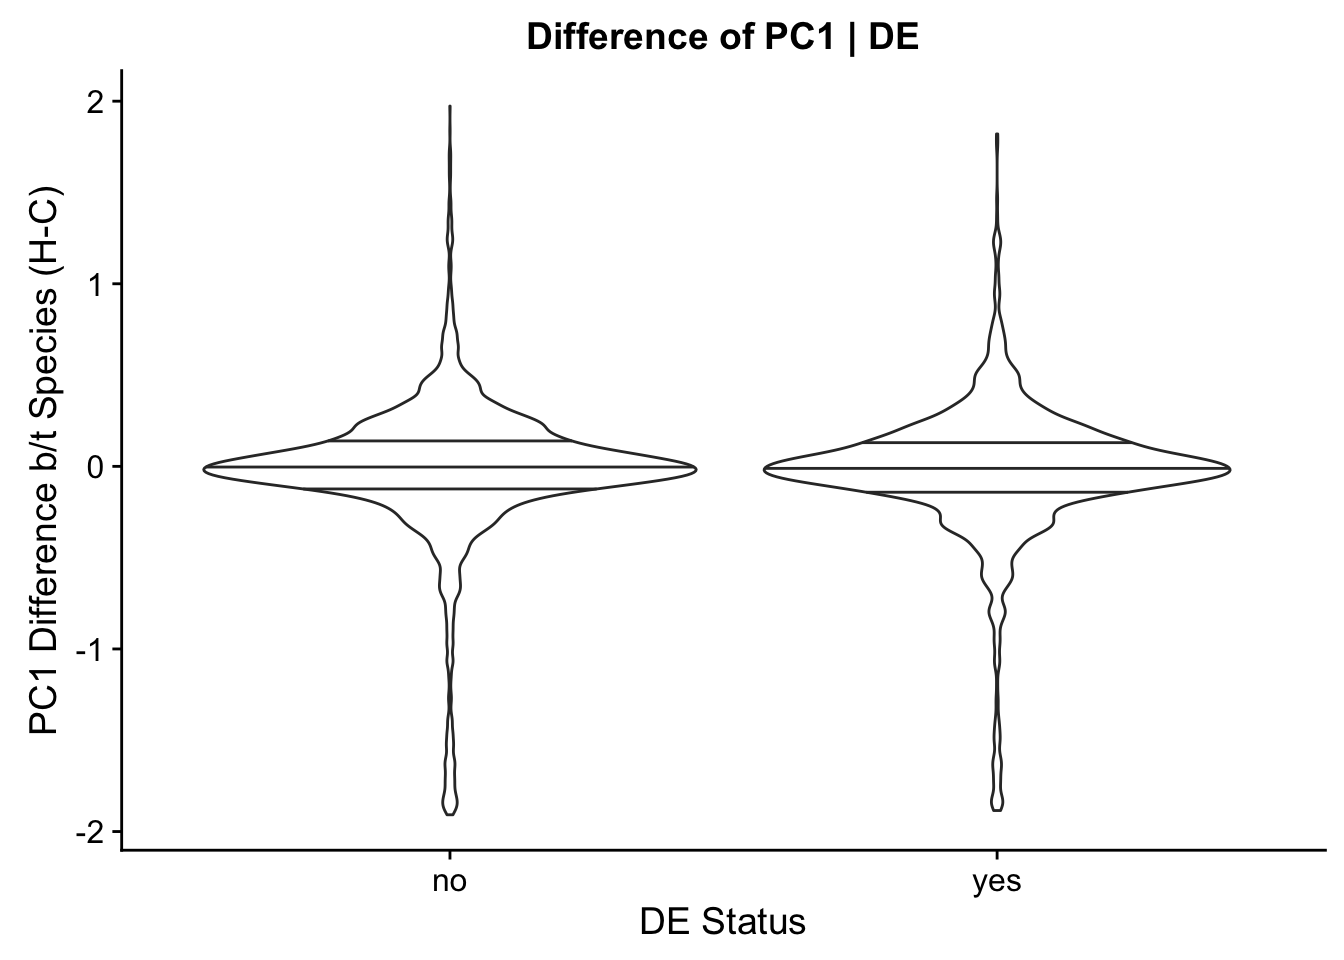 Difference of PC1 | DE
PC1 Difference b/t Species (H-C)
2
1
0
-1
-2
no
yes
DE Status